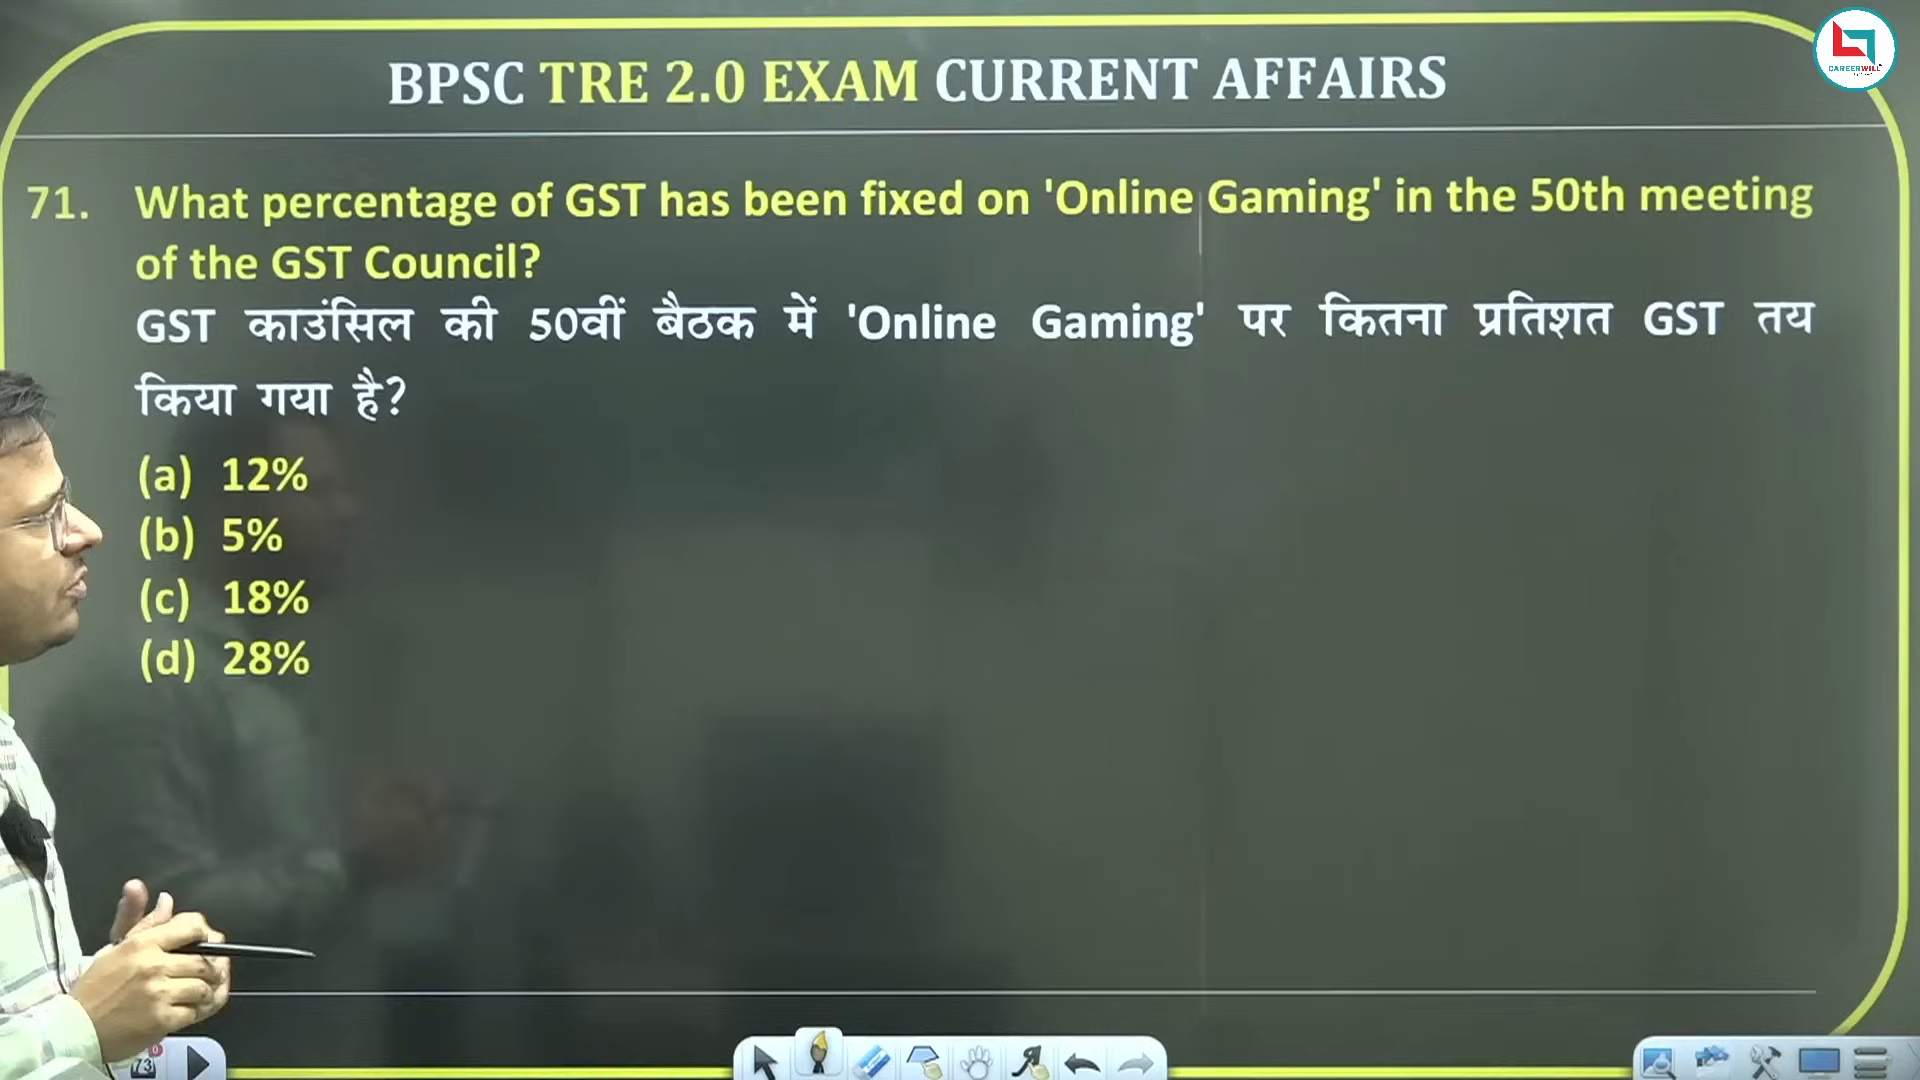 BPSC TRE 2.0 EXAM CURRENT AFFAIRS
CAREERWILL
71. What percentage of GST has been fixed on 'Online Gaming' in the 50th meeting
of the GST Council?
GST काउंसिल की 50वीं बैठक में 'Online Gaming' पर कितना प्रतिशत GST तय
किया गया है?
(a) 12%
(b) 5%
(c) 18%
(d) 28%
73